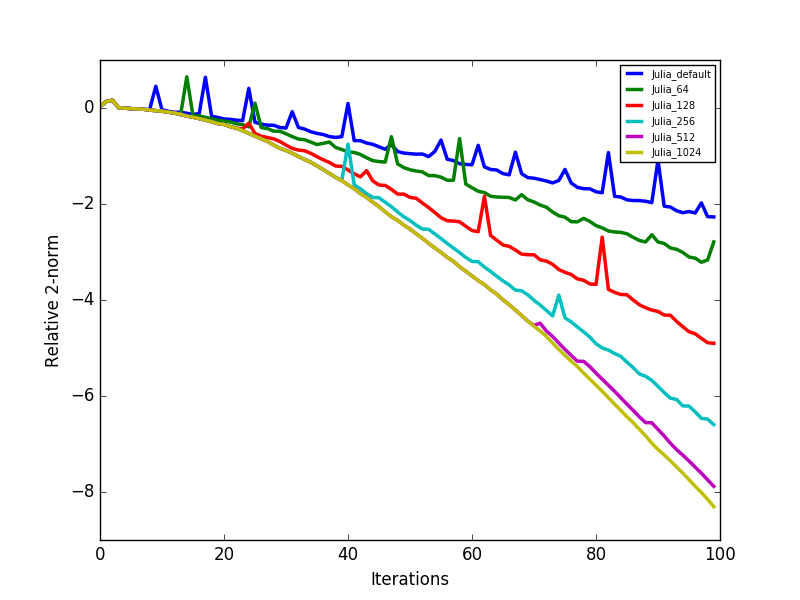 Julia_default
Julia_64
Julia_128
Julia_256
Julia_512
Julia_1024
0
−2
−4
−6
−8
Relative 2-norm
0 20 40 60 80 100
Iterations